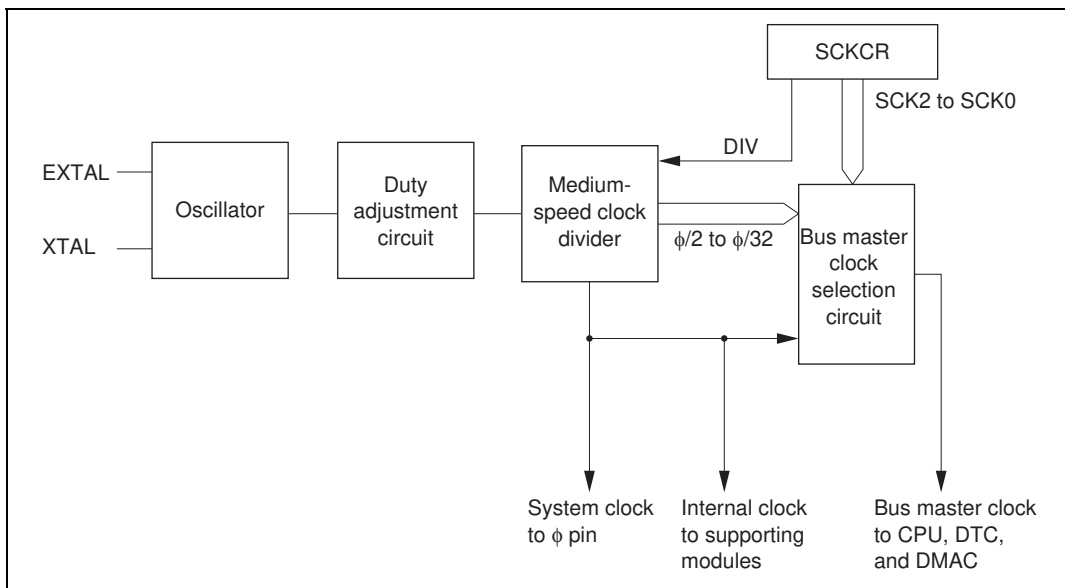 SCKCR
SCK2 to SCK0
DIV
EXTAL
XTAL
Oscillator
Duty
adjustment
circuit
Medium-
speed clock
divider
ϕ/2 to ϕ/32
Bus master
clock
selection
circuit
System clock
to ϕ pin
Internal clock
to supporting
modules
Bus master clock
to CPU, DTC,
and DMAC